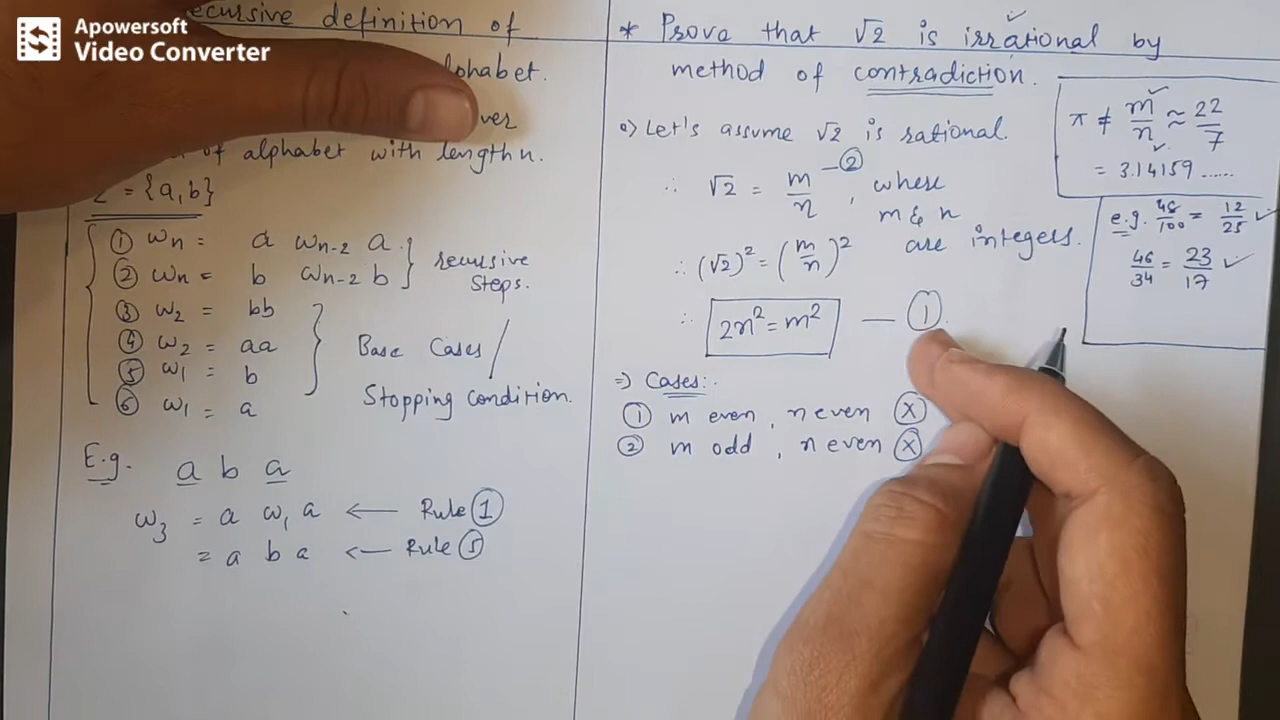 Apowersoft
Video Converter
ecursive definition of
alphabet.
over
of alphabet with length n.
Σ = {a,b}
① wn = a wn-2 a
② wn = b wn-2 b
recursive steps.
③ w2 = bb
④ w2 = aa
⑤ w1 = b
⑥ w1 = a
Base Cases /
Stopping condition.
E.g. a b a
w3 = a w1 a ← Rule ①
= a b a ← Rule ⑤
* Prove that √2 is irrational by
method of contradiction.
o) Let's assume √2 is rational.
∴ √2 = m/n —②, where
m & n
are integers.
∴ (√2)² = (m/n)²
∴ 2n² = m² — ①
⇒ Cases:.
① m even, n even Ⓧ
② m odd, n even Ⓧ
π ≠ m/n ≈ 22/7
= 3.14159 ......
e.g. 48/100 = 12/25 ✓
46/34 = 23/17 ✓